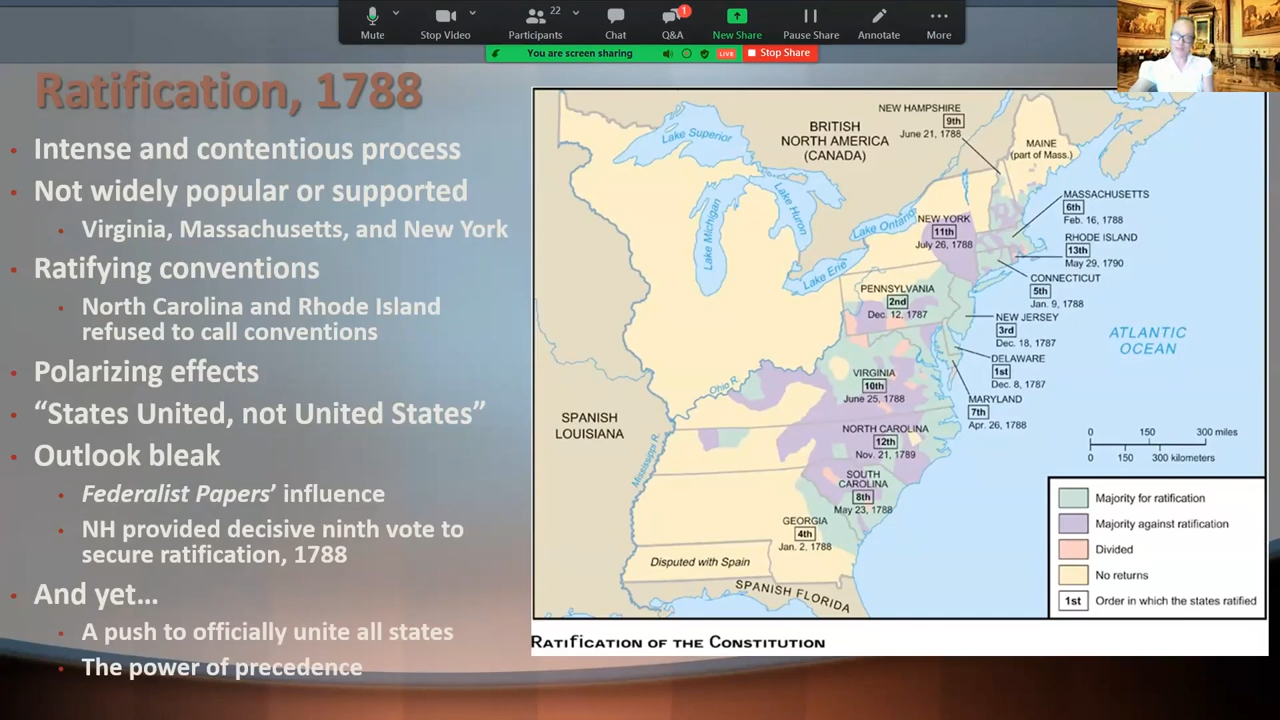 22
1
Mute
Stop Video
Participants
Chat
Q&A
New Share
Pause Share
Annotate
More
You are screen sharing
LIVE
Stop Share
Ratification, 1788
• Intense and contentious process
• Not widely popular or supported
• Virginia, Massachusetts, and New York
• Ratifying conventions
• North Carolina and Rhode Island
refused to call conventions
• Polarizing effects
• “States United, not United States”
• Outlook bleak
• Federalist Papers’ influence
• NH provided decisive ninth vote to
secure ratification, 1788
• And yet…
• A push to officially unite all states
• The power of precedence
NEW HAMPSHIRE
9th
June 21, 1788
BRITISH
NORTH AMERICA
(CANADA)
MAINE
(part of Mass.)
Lake Superior
Lake Michigan
Lake Huron
Lake Ontario
Lake Erie
MASSACHUSETTS
6th
Feb. 16, 1788
NEW YORK
11th
July 26, 1788
RHODE ISLAND
13th
May 29, 1790
CONNECTICUT
5th
Jan. 9, 1788
PENNSYLVANIA
2nd
Dec. 12, 1787
NEW JERSEY
3rd
Dec. 18, 1787
ATLANTIC
OCEAN
DELAWARE
1st
Dec. 8, 1787
VIRGINIA
10th
June 25, 1788
Ohio R.
MARYLAND
7th
Apr. 26, 1788
SPANISH
LOUISIANA
Mississippi R.
NORTH CAROLINA
12th
Nov. 21, 1789
0 150 300 miles
0 150 300 kilometers
SOUTH
CAROLINA
8th
May 23, 1788
GEORGIA
4th
Jan. 2, 1788
Disputed with Spain
SPANISH FLORIDA
Majority for ratification
Majority against ratification
Divided
No returns
1st Order in which the states ratified
Ratification of the Constitution